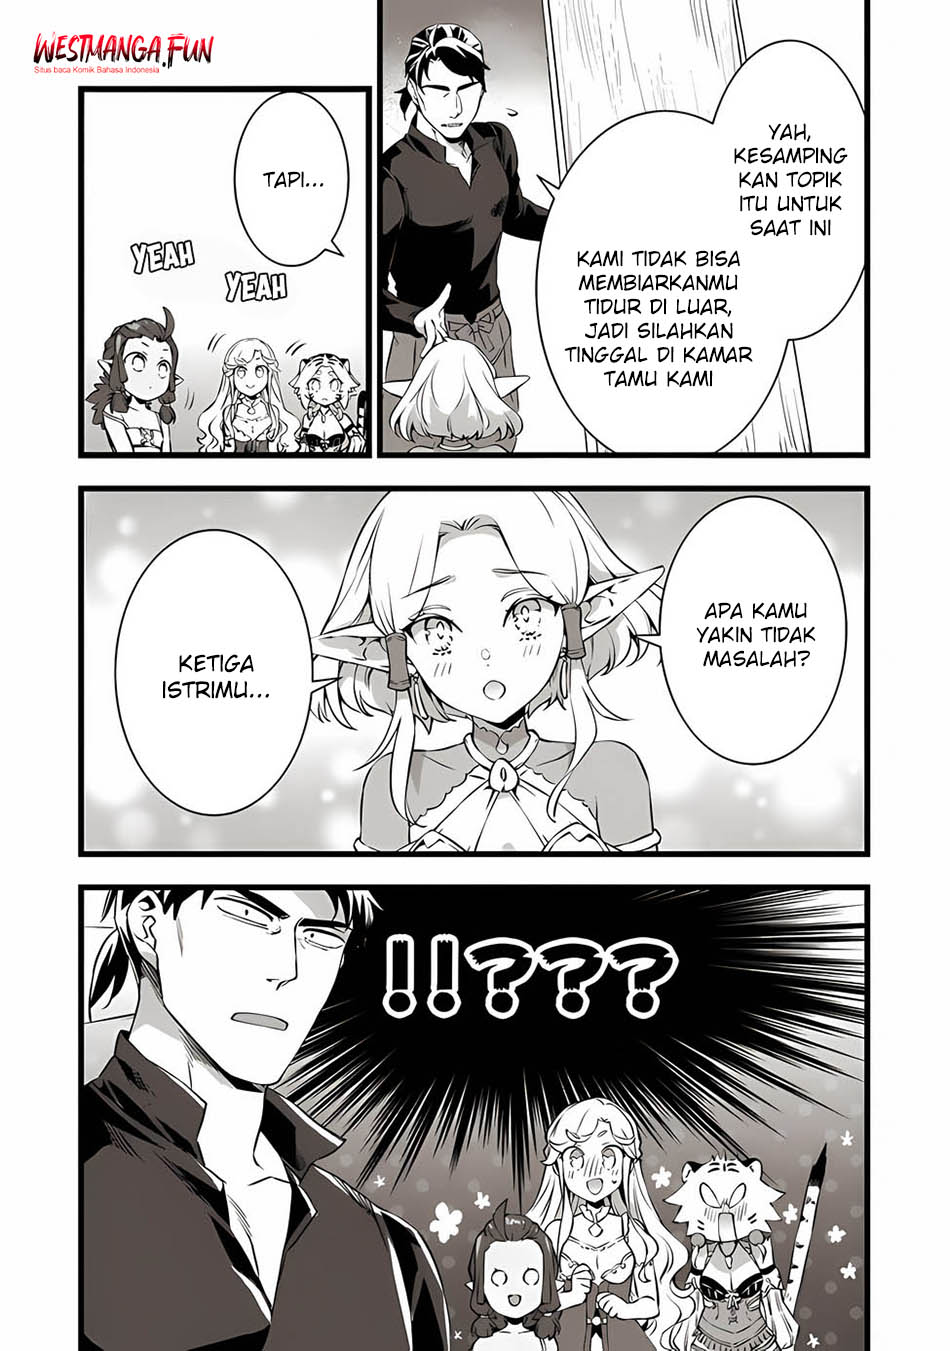 WESTMANGA.FUN
Situs baca Komik Bahasa Indonesia
YAH,
KESAMPING
KAN TOPIK
ITU UNTUK
SAAT INI
KAMI TIDAK BISA
MEMBIARKANMU
TIDUR DI LUAR,
JADI SILAHKAN
TINGGAL DI KAMAR
TAMU KAMI
TAPI...
YEAH
YEAH
APA KAMU
YAKIN TIDAK
MASALAH?
KETIGA
ISTRIMU...
!!???